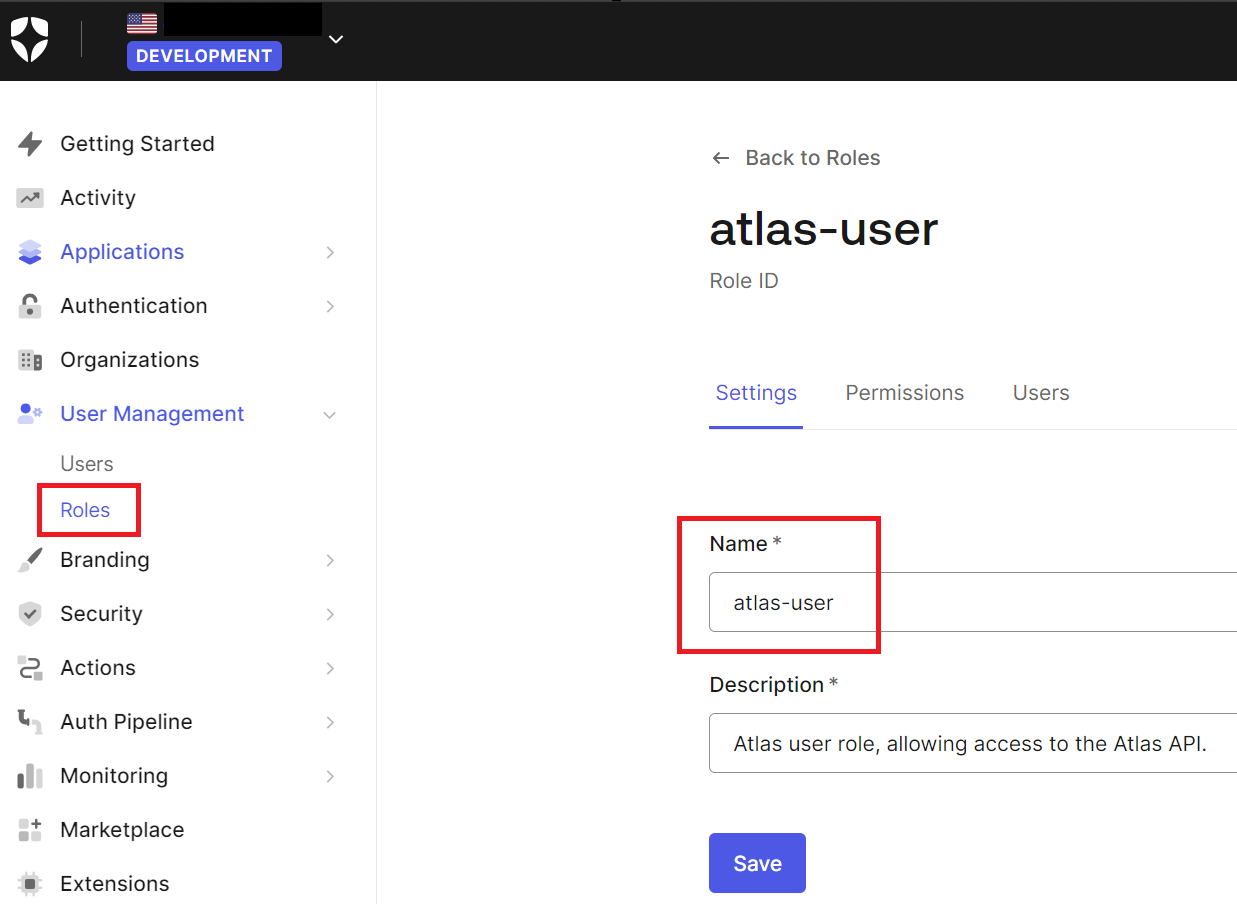 DEVELOPMENT
Getting Started
Activity
Applications
Authentication
Organizations
User Management
Users
Roles
Branding
Security
Actions
Auth Pipeline
Monitoring
Marketplace
Extensions
Back to Roles
atlas-user
Role ID
Settings Permissions Users
Name *
atlas-user
Description *
Atlas user role, allowing access to the Atlas API.
Save